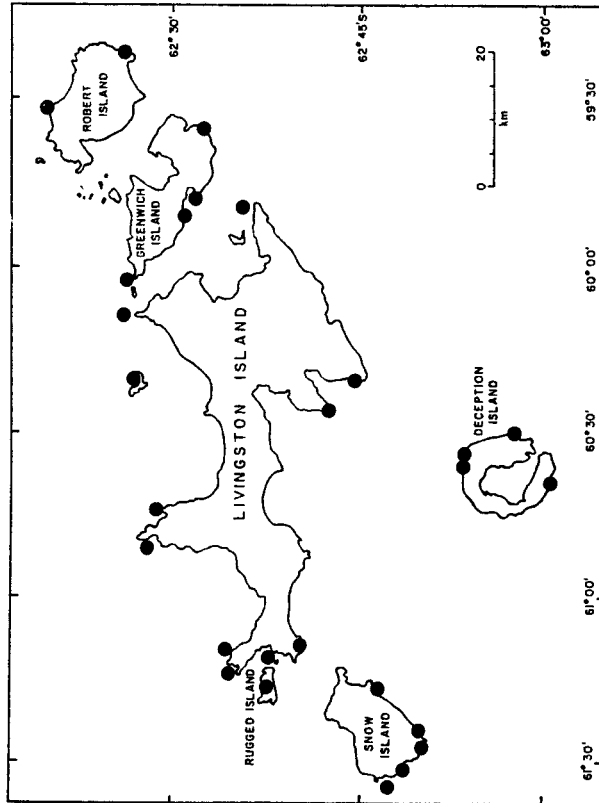 62° 30'
62° 45'S
63° 00'
59° 30'
60° 00'
60° 30'
61° 00'
61° 30'
20
km
0
ROBERT
ISLAND
GREENWICH
ISLAND
LIVINGSTON ISLAND
DECEPTION
ISLAND
RUGGED ISLAND
SNOW
ISLAND